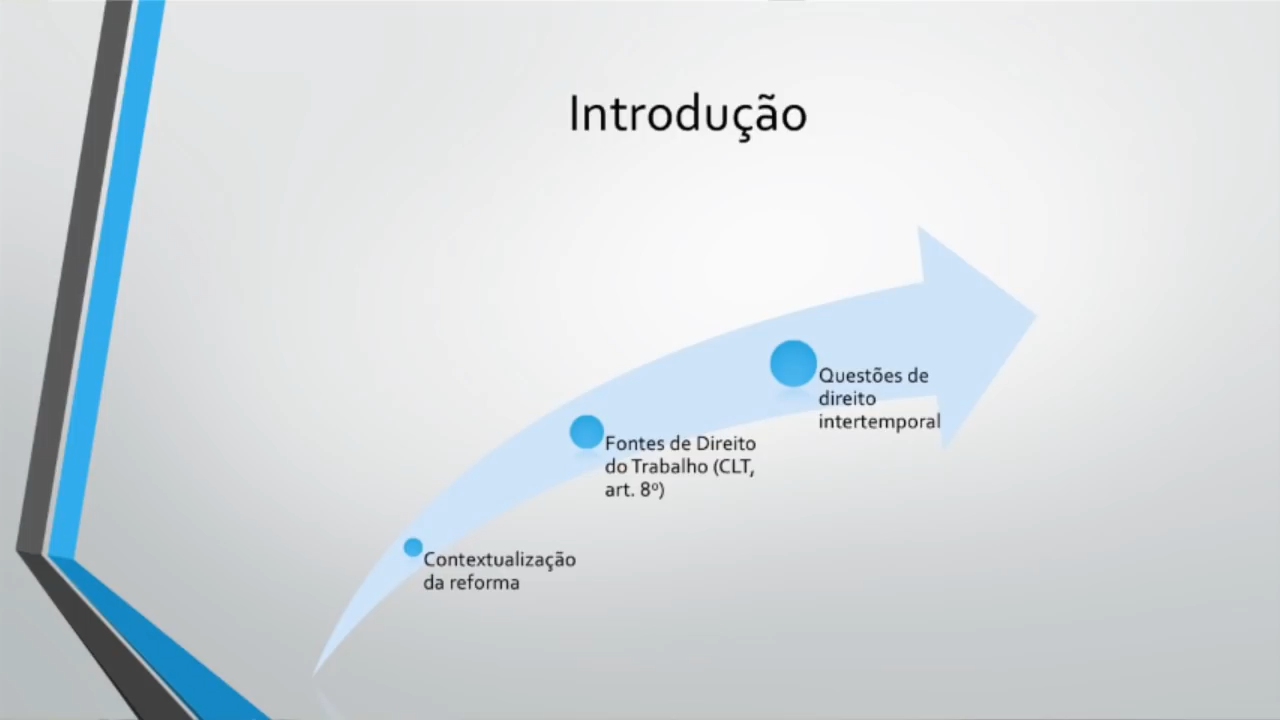 Introdução
Questões de
direito
intertemporal
Fontes de Direito
do Trabalho (CLT,
art. 8º)
Contextualização
da reforma